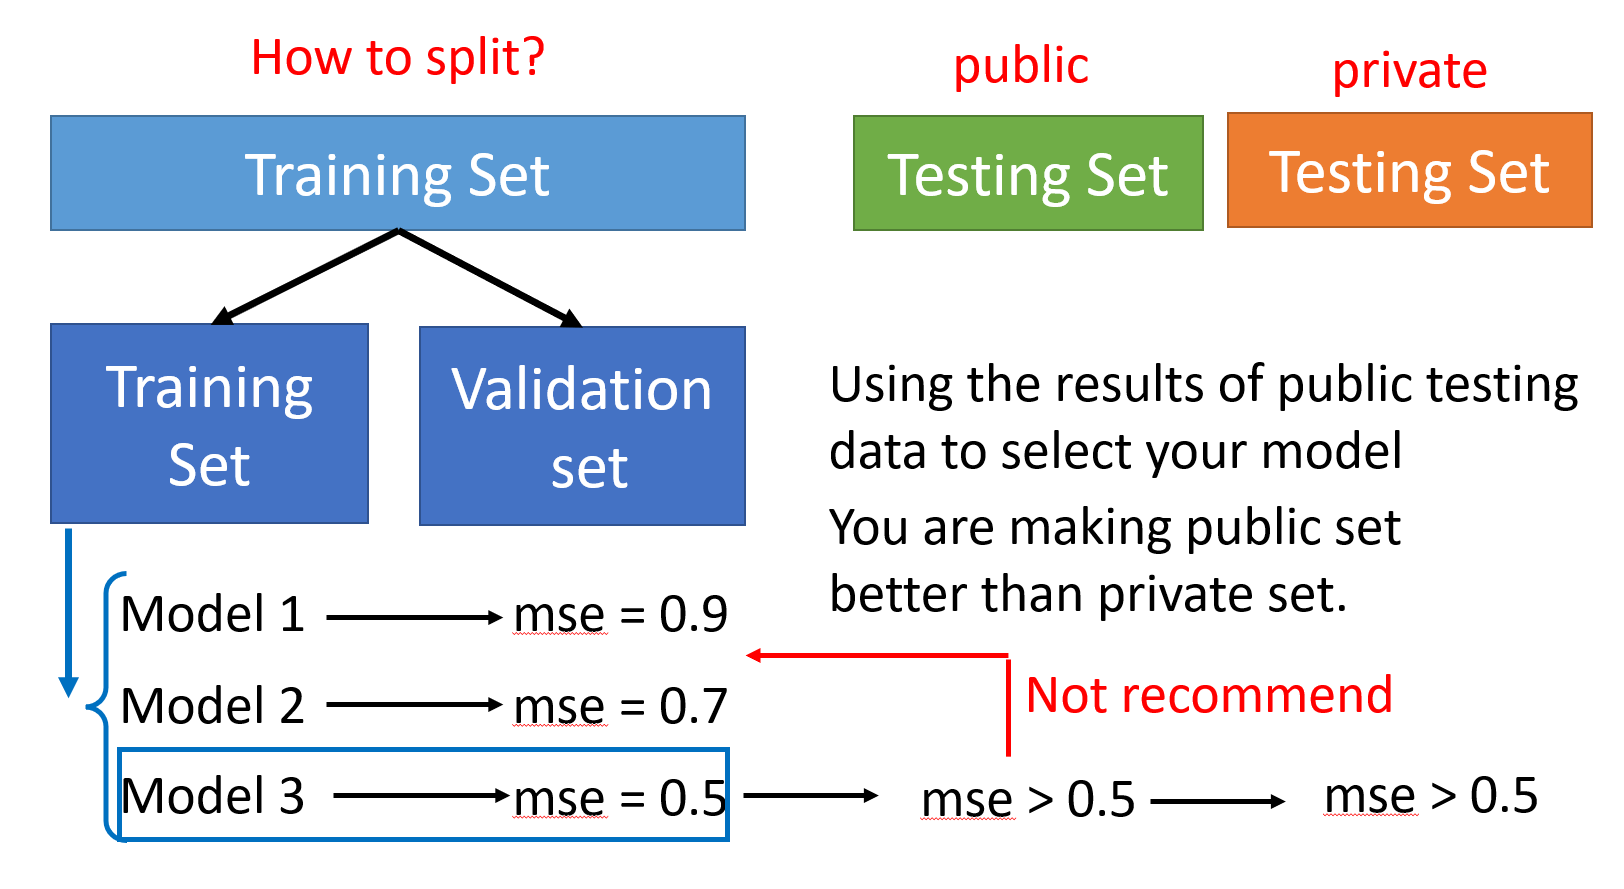 How to split?
public
private
Training Set
Testing Set
Testing Set
Training
Set
Validation
set
Using the results of public testing
data to select your model
You are making public set
better than private set.
Model 1
mse = 0.9
Model 2
mse = 0.7
Not recommend
Model 3
mse = 0.5
mse > 0.5
mse > 0.5